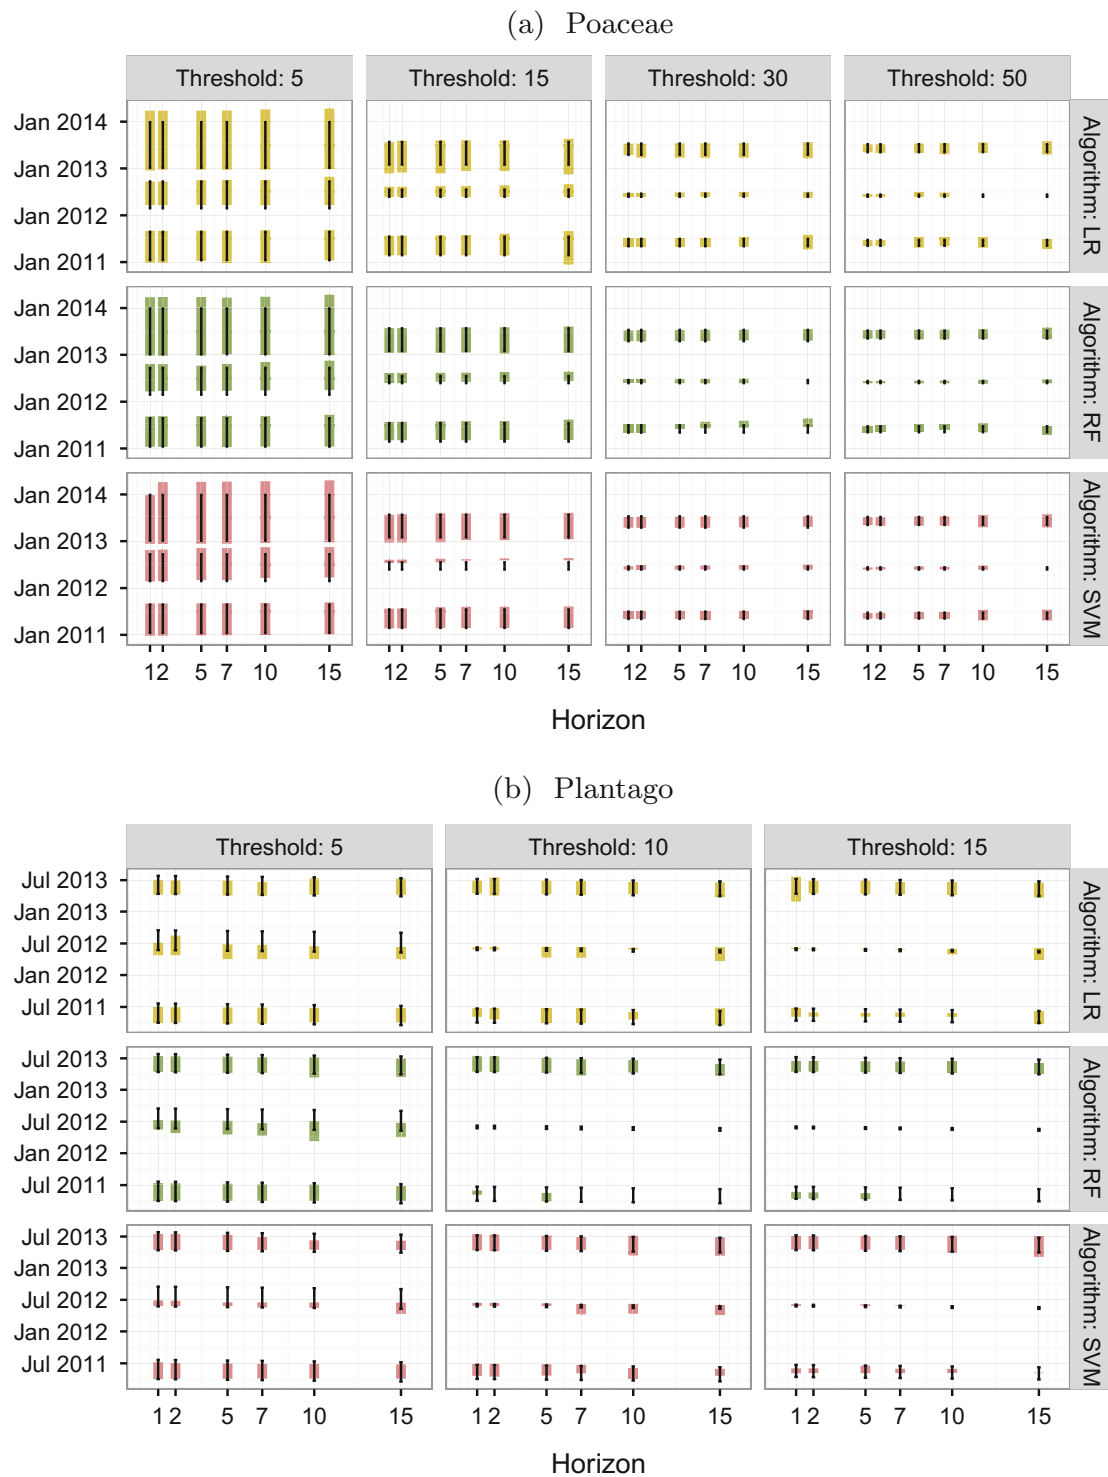 (a) Poaceae
Threshold: 5
Threshold: 15
Threshold: 30
Threshold: 50
Jan 2014
Jan 2013
Jan 2012
Jan 2011
Algorithm: LR
Jan 2014
Jan 2013
Jan 2012
Jan 2011
Algorithm: RF
Jan 2014
Jan 2013
Jan 2012
Jan 2011
Algorithm: SVM
12 5 7 10 15
12 5 7 10 15
12 5 7 10 15
12 5 7 10 15
Horizon
(b) Plantago
Threshold: 5
Threshold: 10
Threshold: 15
Jul 2013
Jan 2013
Jul 2012
Jan 2012
Jul 2011
Algorithm: LR
Jul 2013
Jan 2013
Jul 2012
Jan 2012
Jul 2011
Algorithm: RF
Jul 2013
Jan 2013
Jul 2012
Jan 2012
Jul 2011
Algorithm: SVM
1 2 5 7 10 15
1 2 5 7 10 15
1 2 5 7 10 15
Horizon